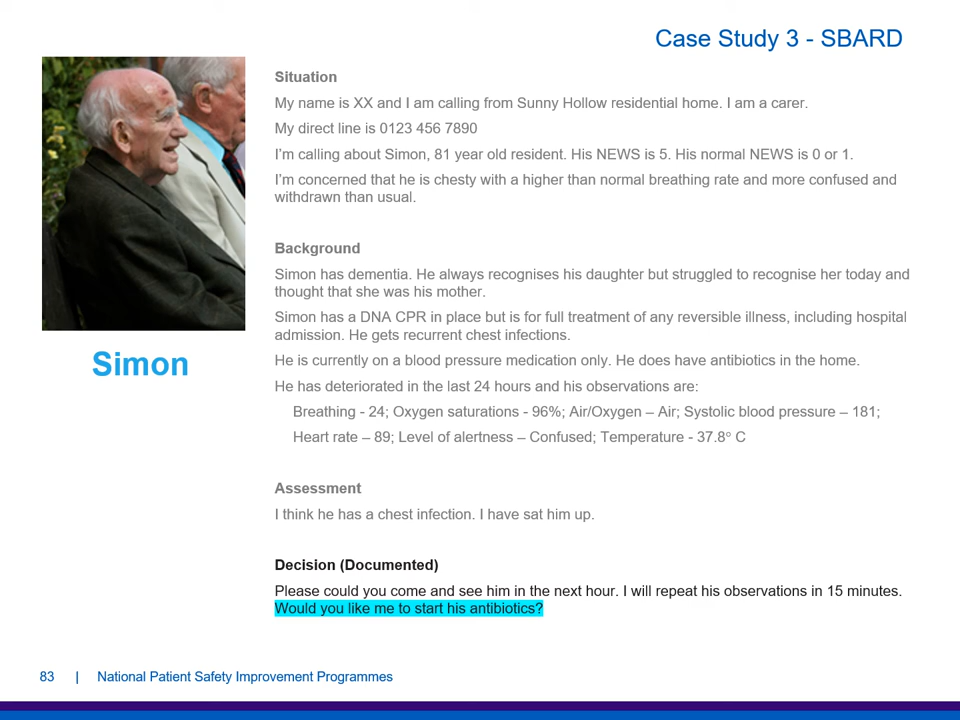 Case Study 3 - SBARD
Situation
My name is XX and I am calling from Sunny Hollow residential home. I am a carer.
My direct line is 0123 456 7890
I'm calling about Simon, 81 year old resident. His NEWS is 5. His normal NEWS is 0 or 1.
I'm concerned that he is chesty with a higher than normal breathing rate and more confused and
withdrawn than usual.
Background
Simon has dementia. He always recognises his daughter but struggled to recognise her today and
thought that she was his mother.
Simon has a DNA CPR in place but is for full treatment of any reversible illness, including hospital
admission. He gets recurrent chest infections.
He is currently on a blood pressure medication only. He does have antibiotics in the home.
He has deteriorated in the last 24 hours and his observations are:
Breathing - 24; Oxygen saturations - 96%; Air/Oxygen – Air; Systolic blood pressure – 181;
Heart rate – 89; Level of alertness – Confused; Temperature - 37.8° C
Assessment
I think he has a chest infection. I have sat him up.
Decision (Documented)
Please could you come and see him in the next hour. I will repeat his observations in 15 minutes.
Would you like me to start his antibiotics?
Simon
83 | National Patient Safety Improvement Programmes